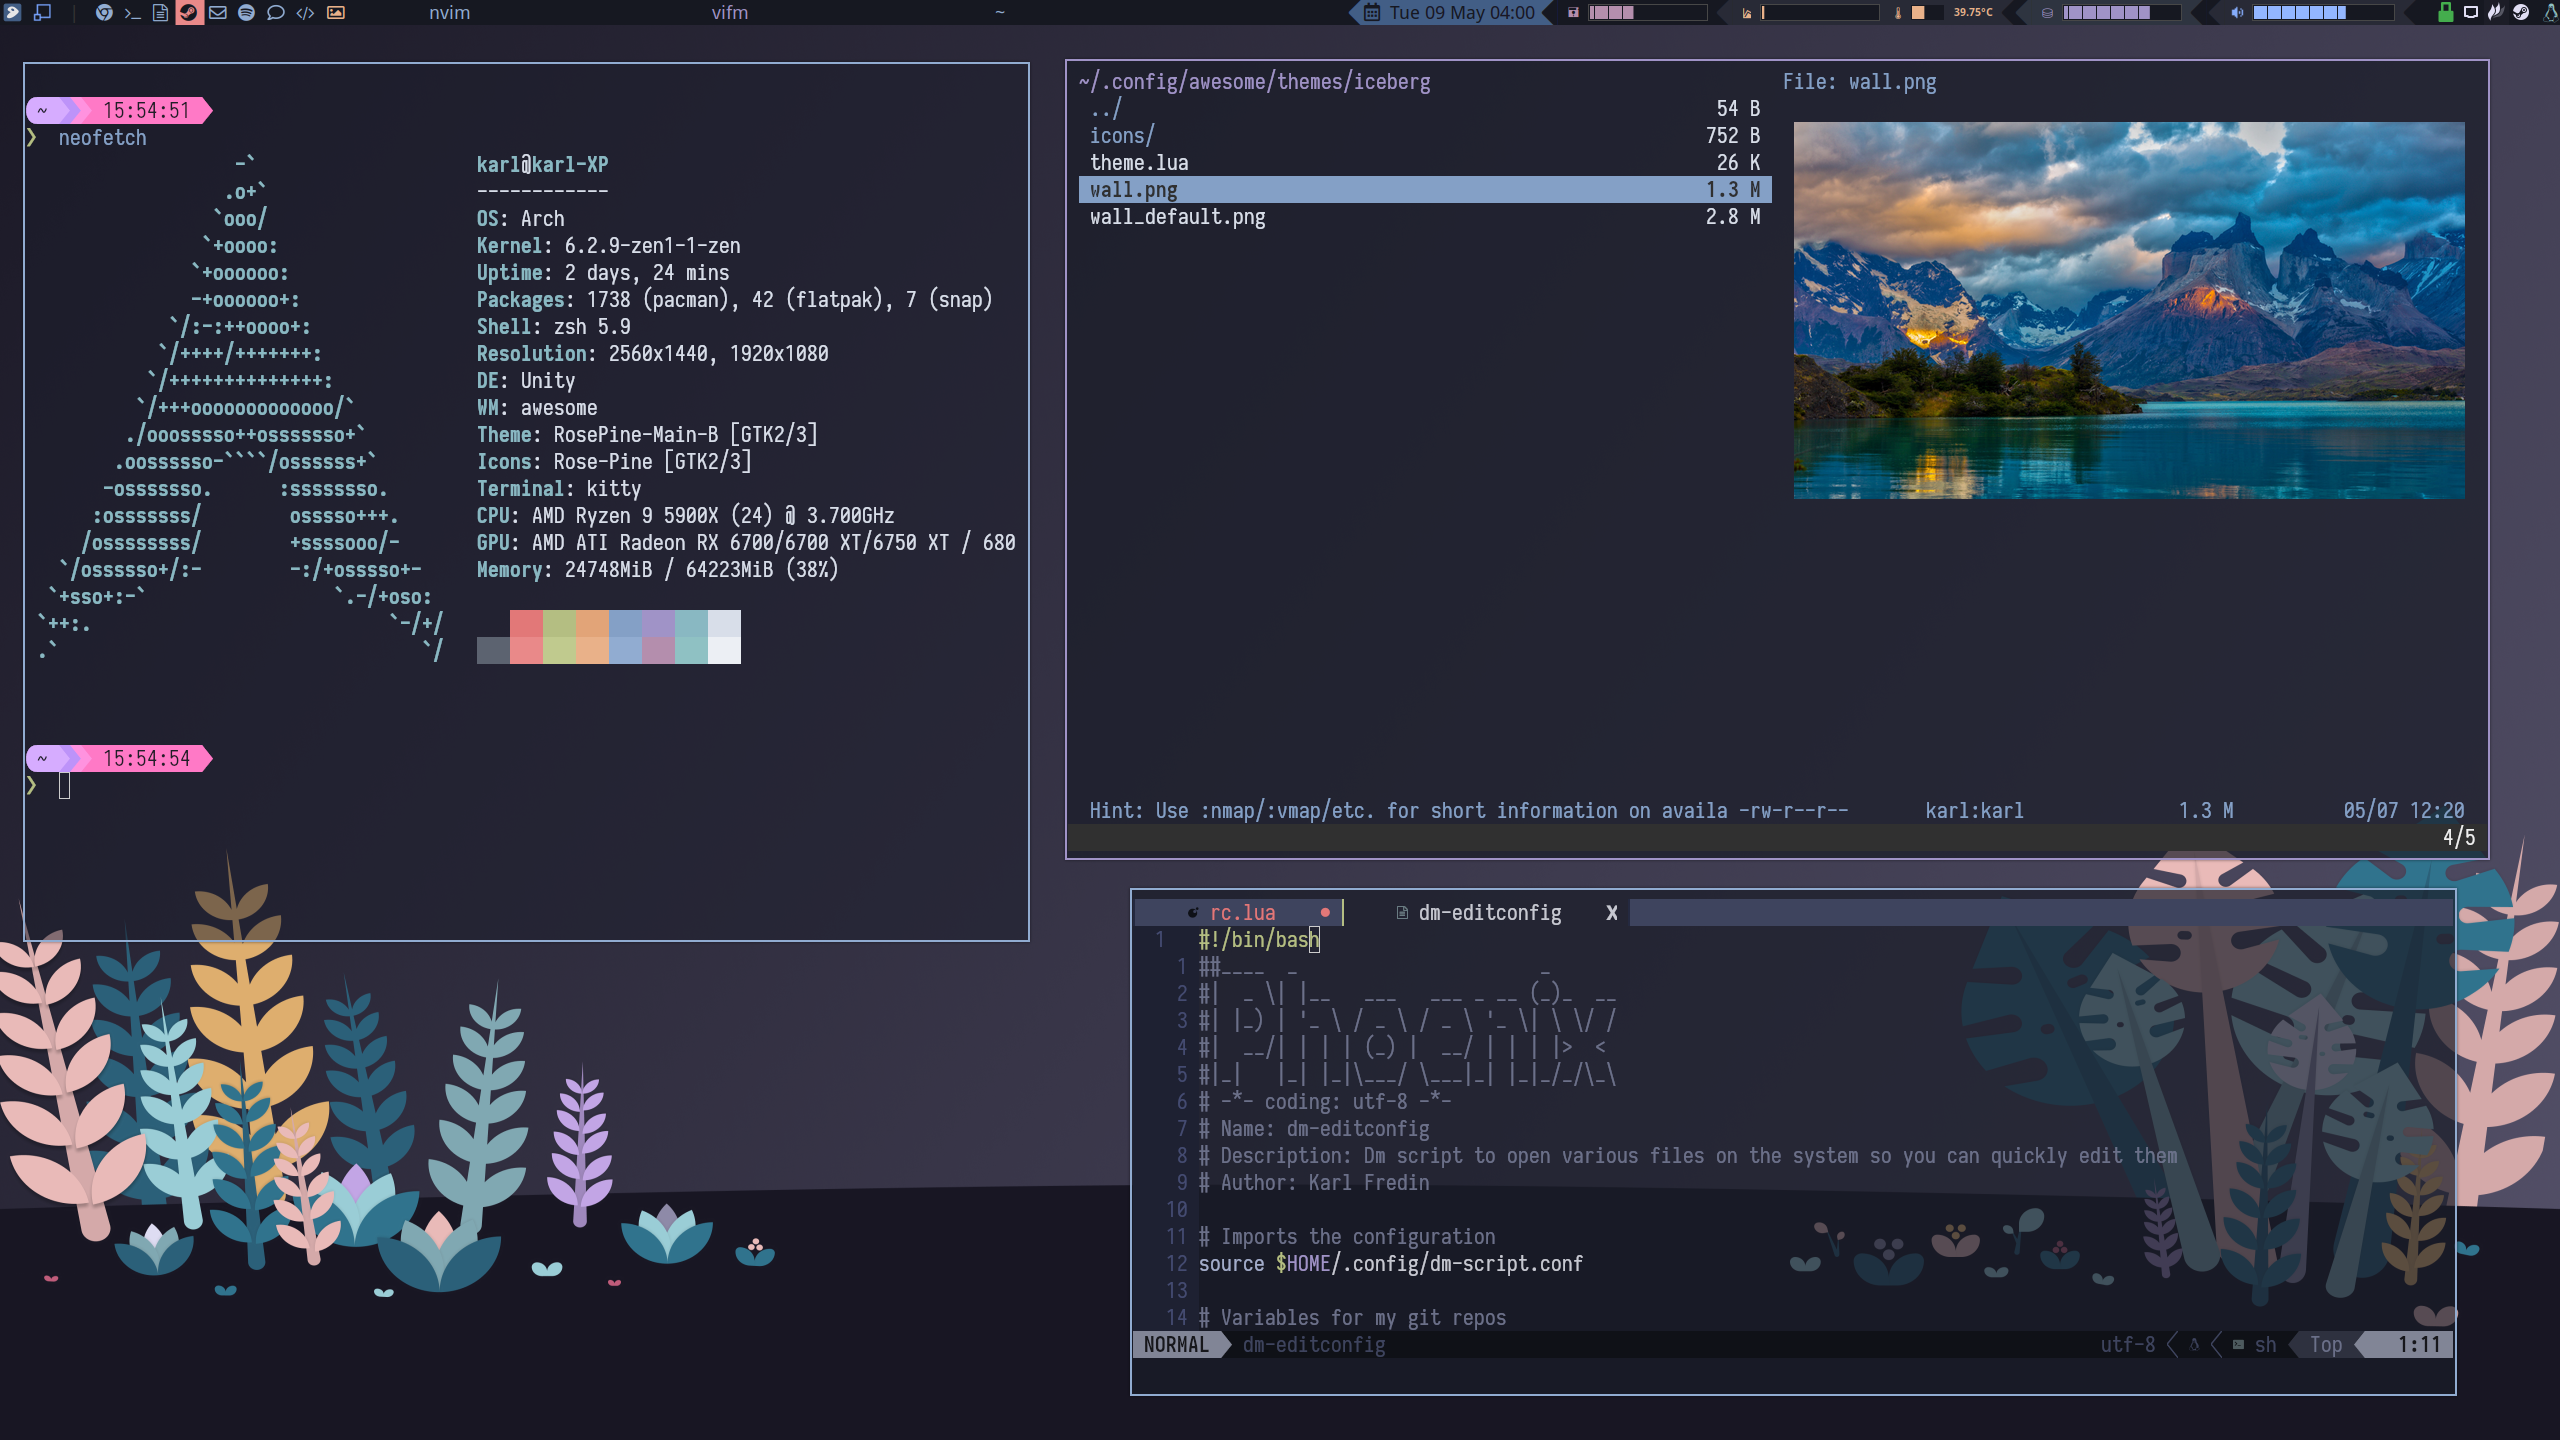 nvim
vifm
~
Tue 09 May 04:00
39.75°C
~ 15:54:51
❯ neofetch
-`
.o+`
`ooo/
`+oooo:
`+oooooo:
-+oooooo+:
`/:-:++oooo+:
`/++++/+++++++:
`/++++++++++++++:
`/+++ooooooooooooo/`
./ooosssso++osssssso+`
.oossssso-````/ossssss+`
-osssssso.      :ssssssso.
:osssssss/        osssso+++.
/ossssssss/        +ssssooo/-
`/ossssso+/:-        -:/+osssso+-
`+sso+:-`                 `.-/+oso:
`++:.                           `-/+/
.`                                 `/
karl@karl-XP
------------
OS: Arch
Kernel: 6.2.9-zen1-1-zen
Uptime: 2 days, 24 mins
Packages: 1738 (pacman), 42 (flatpak), 7 (snap)
Shell: zsh 5.9
Resolution: 2560x1440, 1920x1080
DE: Unity
WM: awesome
Theme: RosePine-Main-B [GTK2/3]
Icons: Rose-Pine [GTK2/3]
Terminal: kitty
CPU: AMD Ryzen 9 5900X (24) @ 3.700GHz
GPU: AMD ATI Radeon RX 6700/6700 XT/6750 XT / 680
Memory: 24748MiB / 64223MiB (38%)
~ 15:54:54
❯
~/.config/awesome/themes/iceberg
../ 54 B
icons/ 752 B
theme.lua 26 K
wall.png 1.3 M
wall_default.png 2.8 M
File: wall.png
Hint: Use :nmap/:vmap/etc. for short information on availa -rw-r--r-- karl:karl 1.3 M 05/07 12:20
4/5
rc.lua ● dm-editconfig X
1 #!/bin/bash
1 ##____  _                      _
2 #|  _ \| |__   ___   ___ _ __ (_)_  __
3 #| |_) | '_ \ / _ \ / _ \ '_ \| \ \/ /
4 #|  __/| | | | (_) |  __/ | | | |>  <
5 #|_|   |_| |_|\___/ \___|_| |_|_/_/\_\
6 # -*- coding: utf-8 -*-
7 # Name: dm-editconfig
8 # Description: Dm script to open various files on the system so you can quickly edit them
9 # Author: Karl Fredin
10
11 # Imports the configuration
12 source $HOME/.config/dm-script.conf
13
14 # Variables for my git repos
NORMAL dm-editconfig utf-8 sh Top 1:11